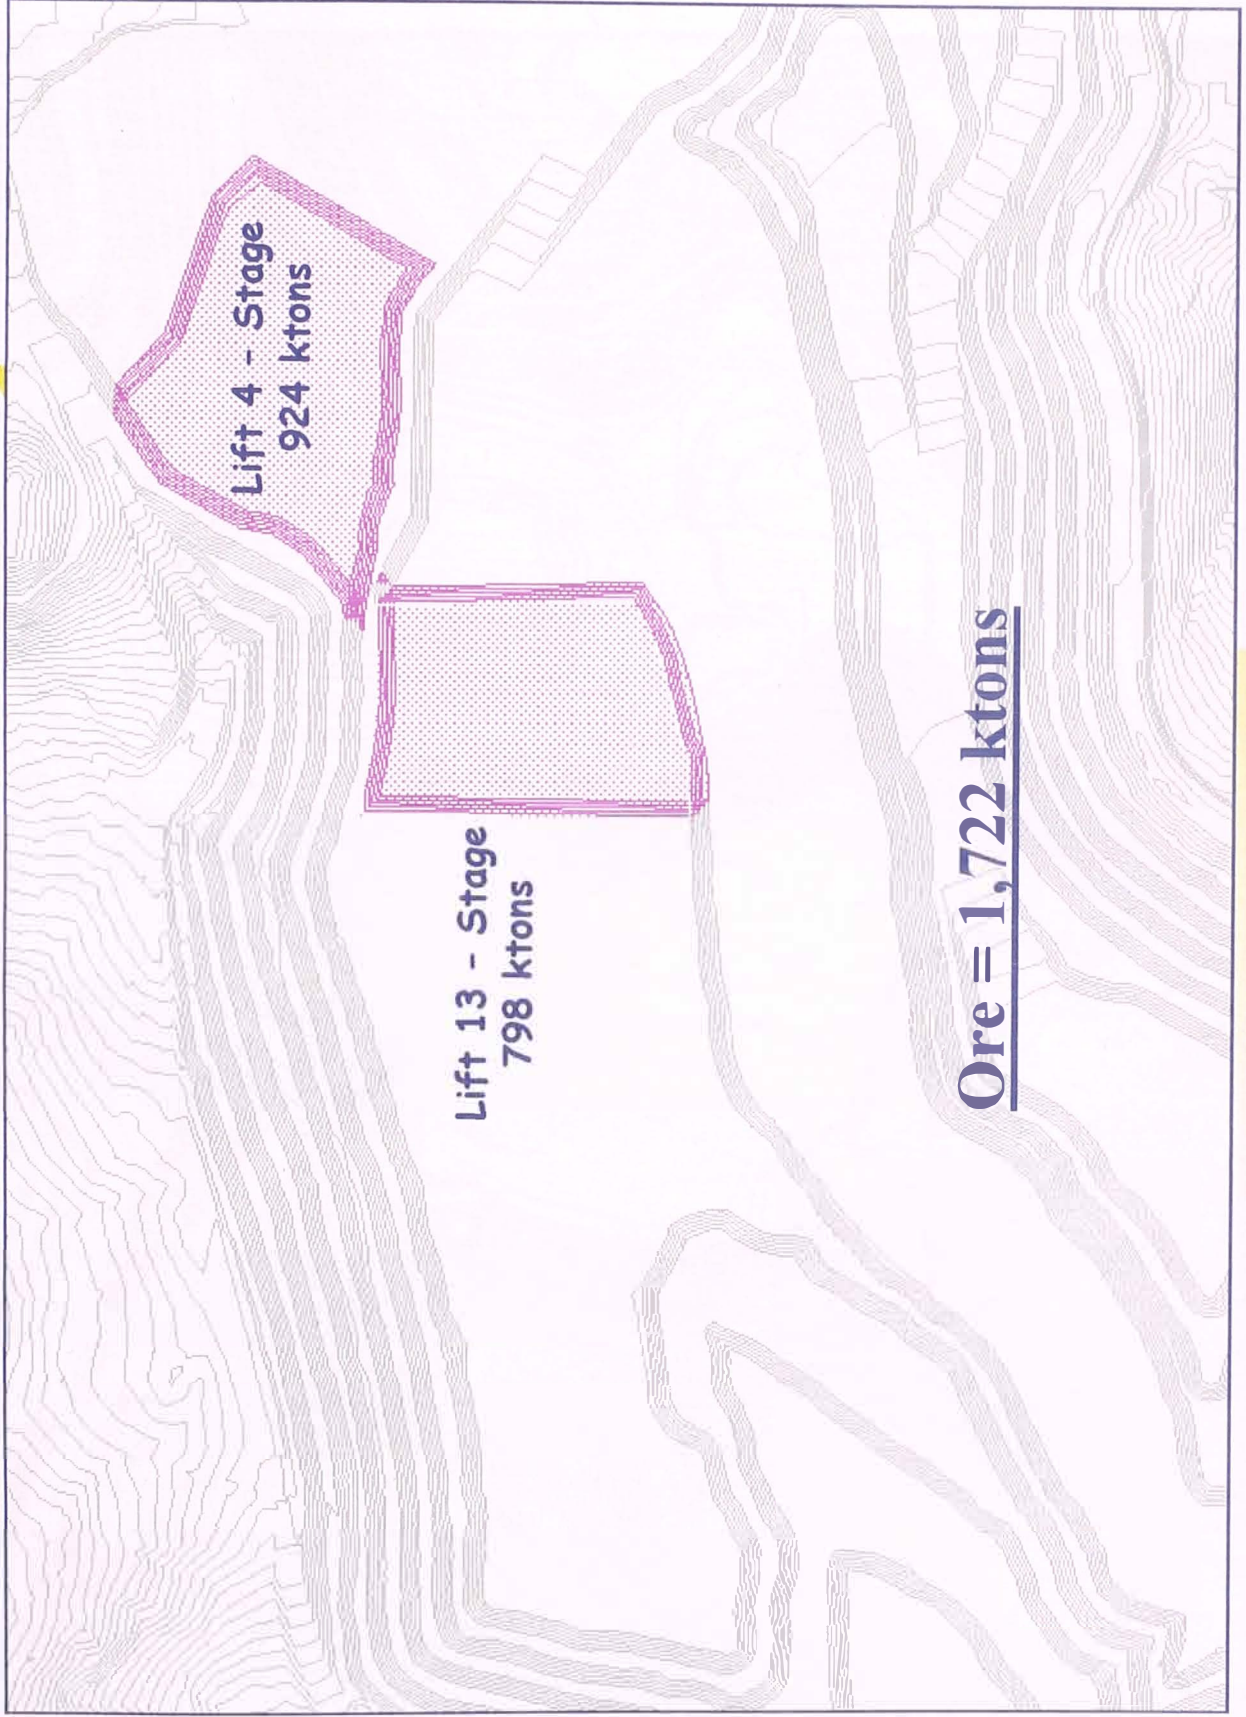 Lift 4 - Stage
924 ktons
Lift 13 - Stage
798 ktons
Ore = 1,722 ktons